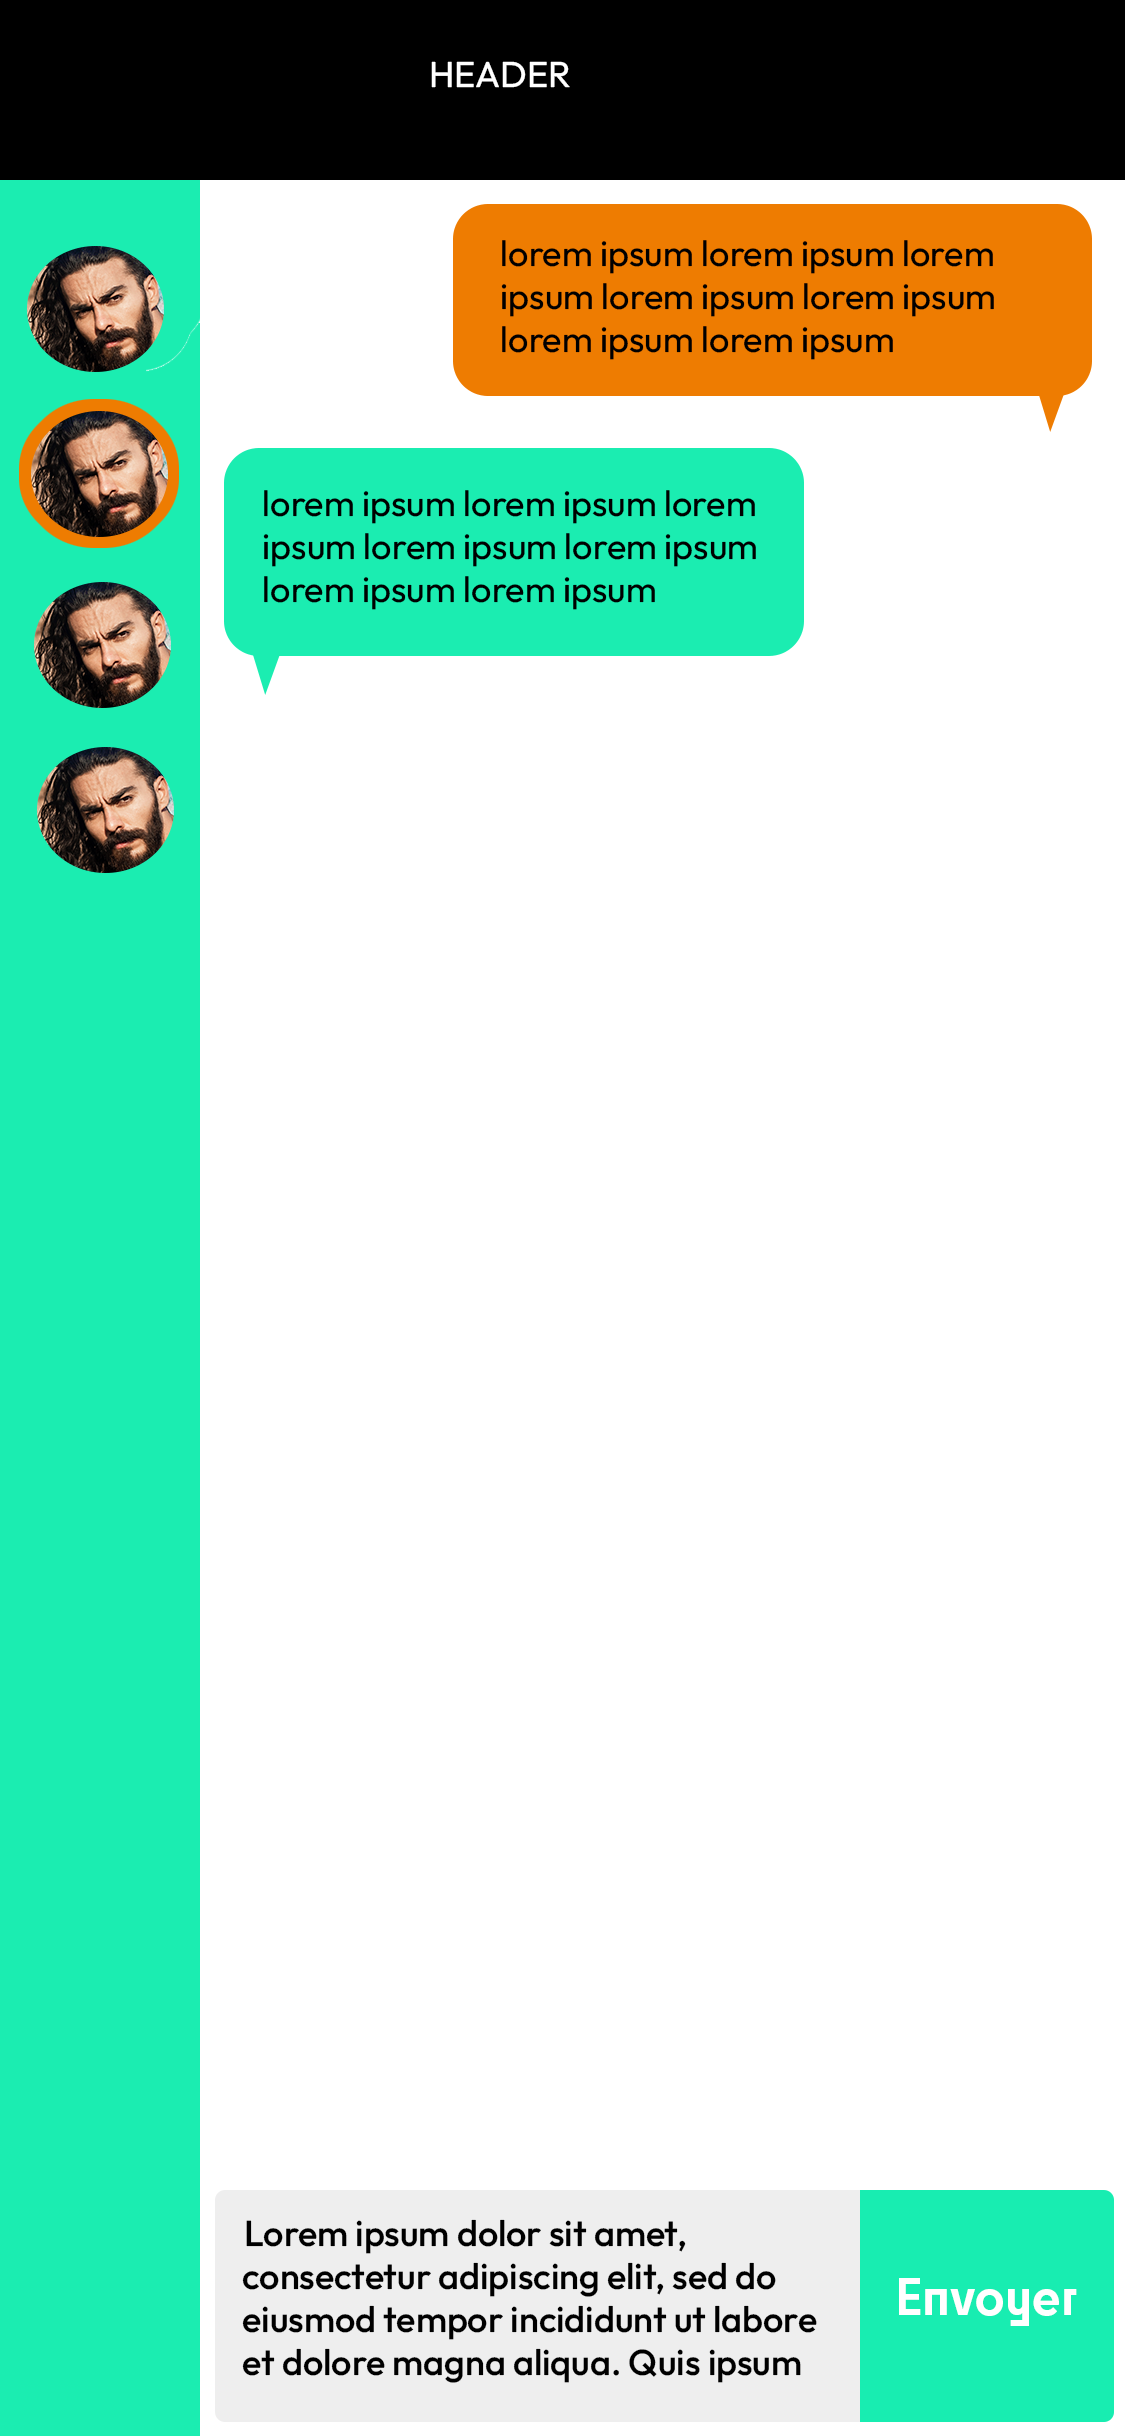 HEADER
lorem ipsum lorem ipsum lorem
ipsum lorem ipsum lorem ipsum
lorem ipsum lorem ipsum
lorem ipsum lorem ipsum lorem
ipsum lorem ipsum lorem ipsum
lorem ipsum lorem ipsum
Lorem ipsum dolor sit amet,
consectetur adipiscing elit, sed do
eiusmod tempor incididunt ut labore
et dolore magna aliqua. Quis ipsum
Envoyer